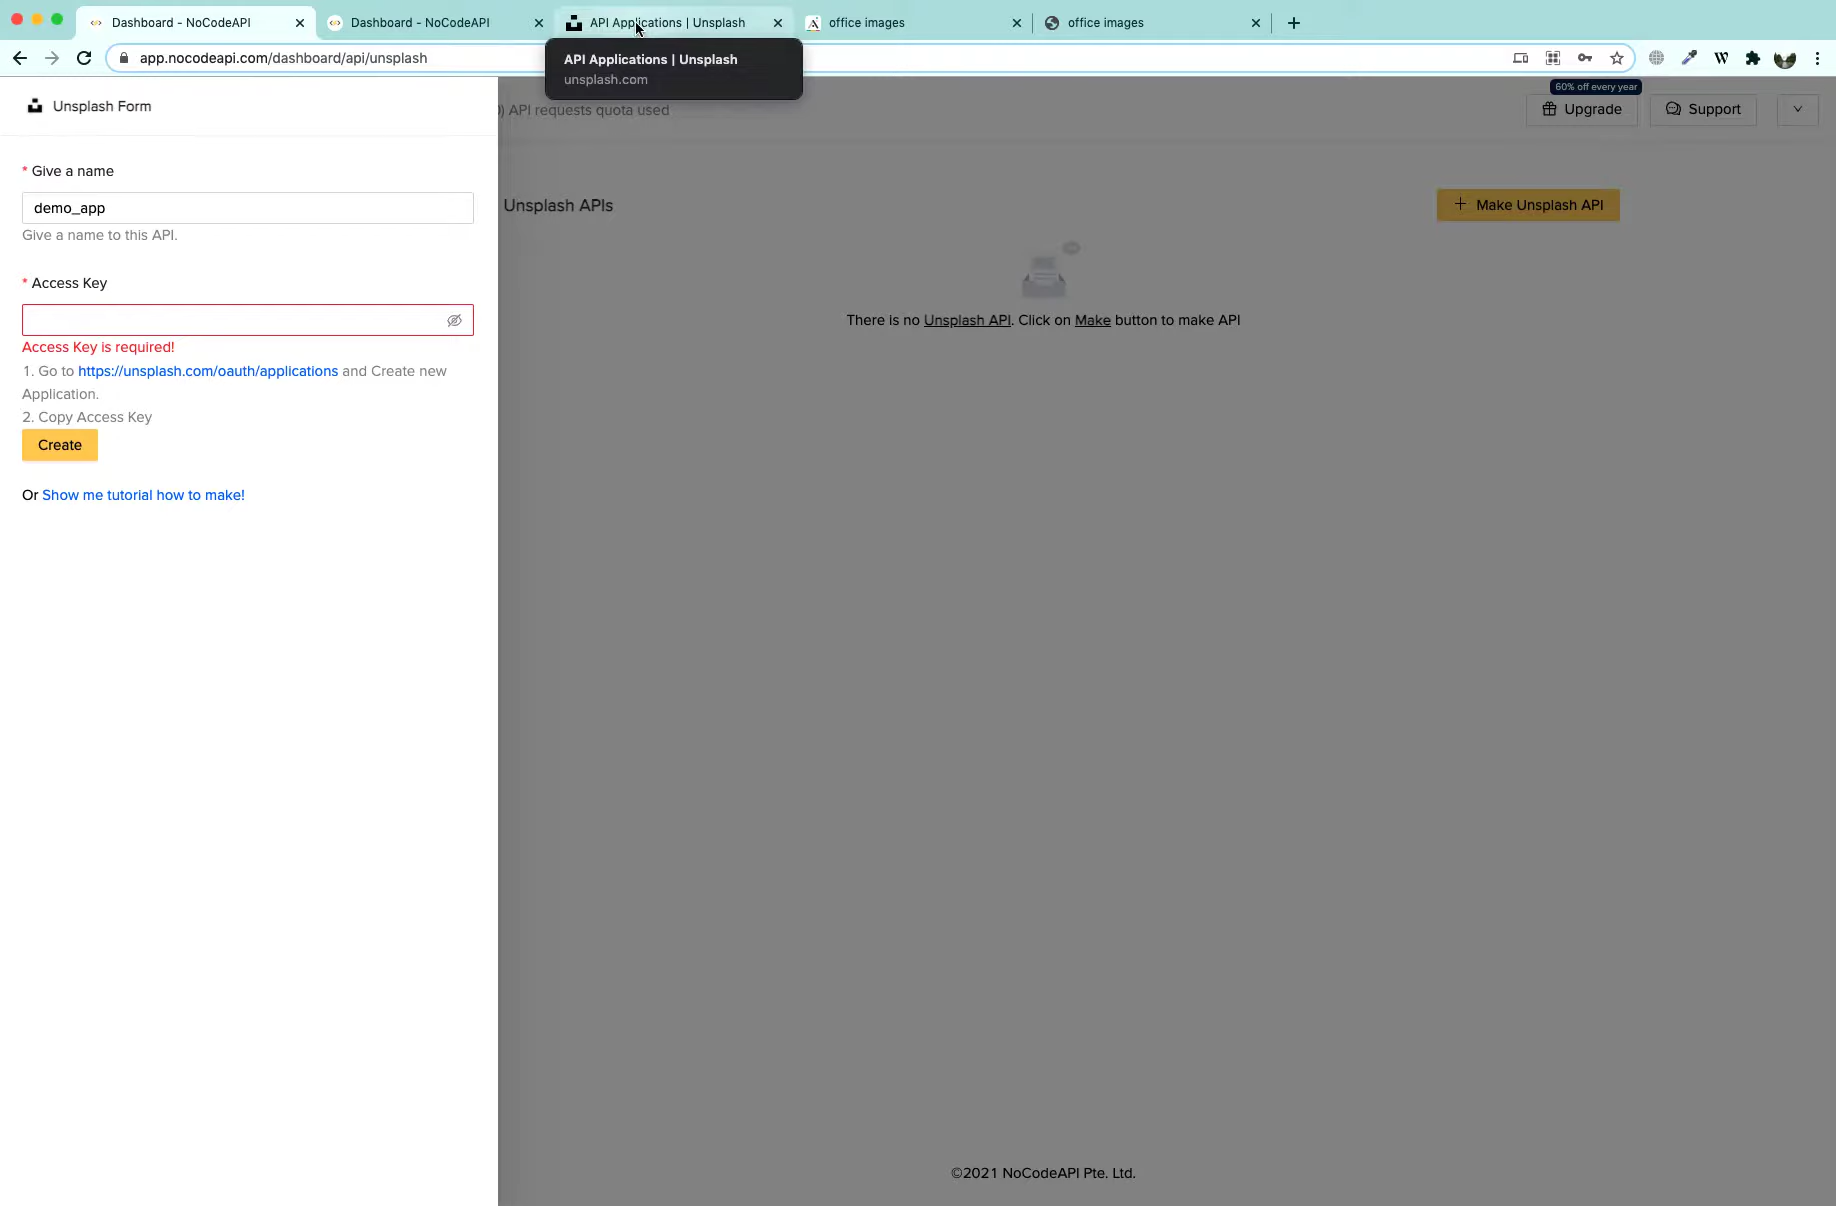 Dashboard - NoCodeAPI
Dashboard - NoCodeAPI
API Applications | Unsplash
office images
office images
app.nocodeapi.com/dashboard/api/unsplash
API Applications | Unsplash
unsplash.com
Unsplash Form
) API requests quota used
60% off every year
Upgrade
Support
* Give a name
demo_app
Give a name to this API.
* Access Key
Access Key is required!
1. Go to https://unsplash.com/oauth/applications and Create new
Application.
2. Copy Access Key
Create
Or Show me tutorial how to make!
Unsplash APIs
+ Make Unsplash API
There is no Unsplash API. Click on Make button to make API
©2021 NoCodeAPI Pte. Ltd.